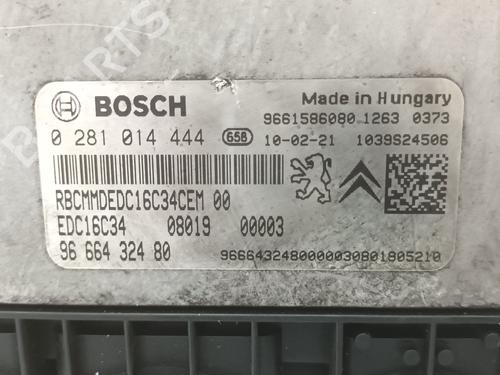 BOSCH
Made in Hungary
9661586080 1263 0373
0 281 014 444 658 10-02-21 1039S24506
RBCMMDEDC16C34CEM 00
EDC16C34 08019 00003
96 664 324 80
9666432480000030801805210